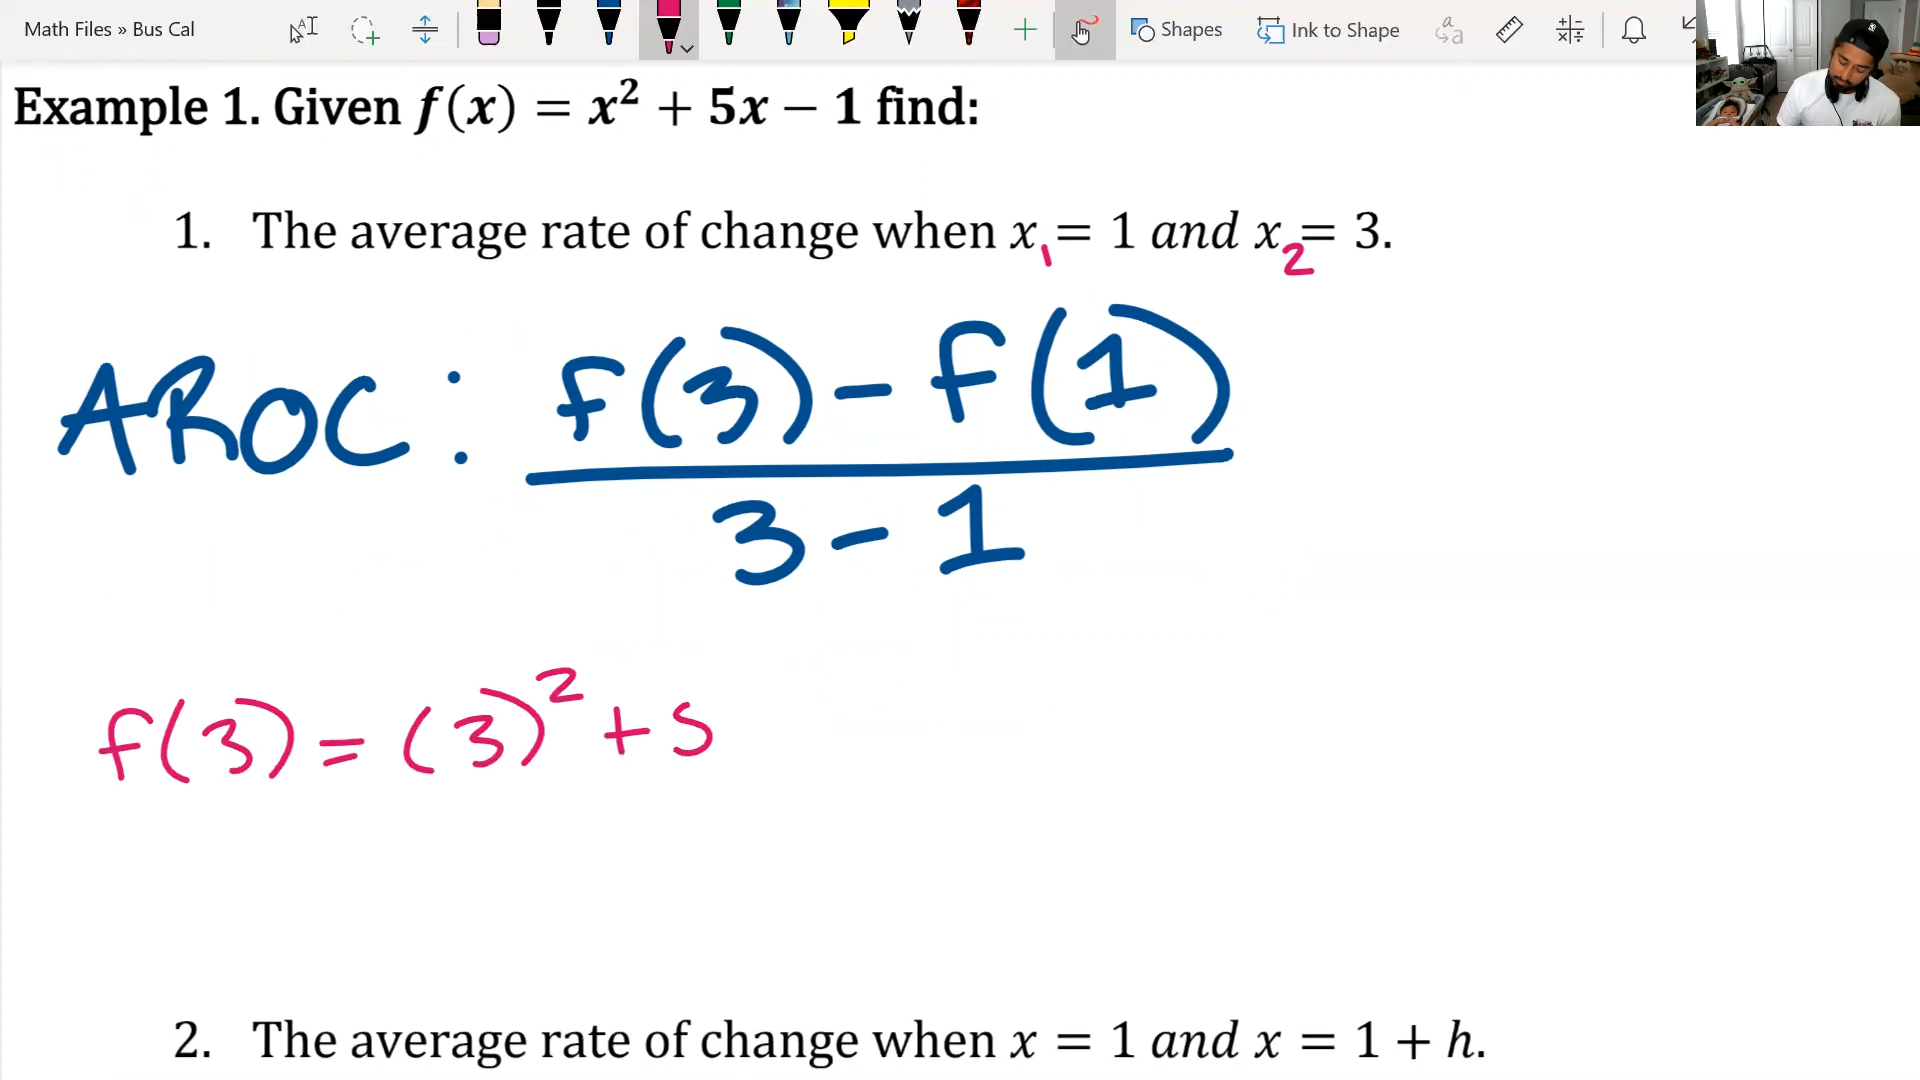 Math Files » Bus Cal Shapes Ink to Shape
Example 1. Given f(x) = x² + 5x − 1 find:
1. The average rate of change when x₁ = 1 and x₂ = 3.
AROC : f(3) − f(1)
3 − 1
f(3) = (3)² + 5
2. The average rate of change when x = 1 and x = 1 + h.